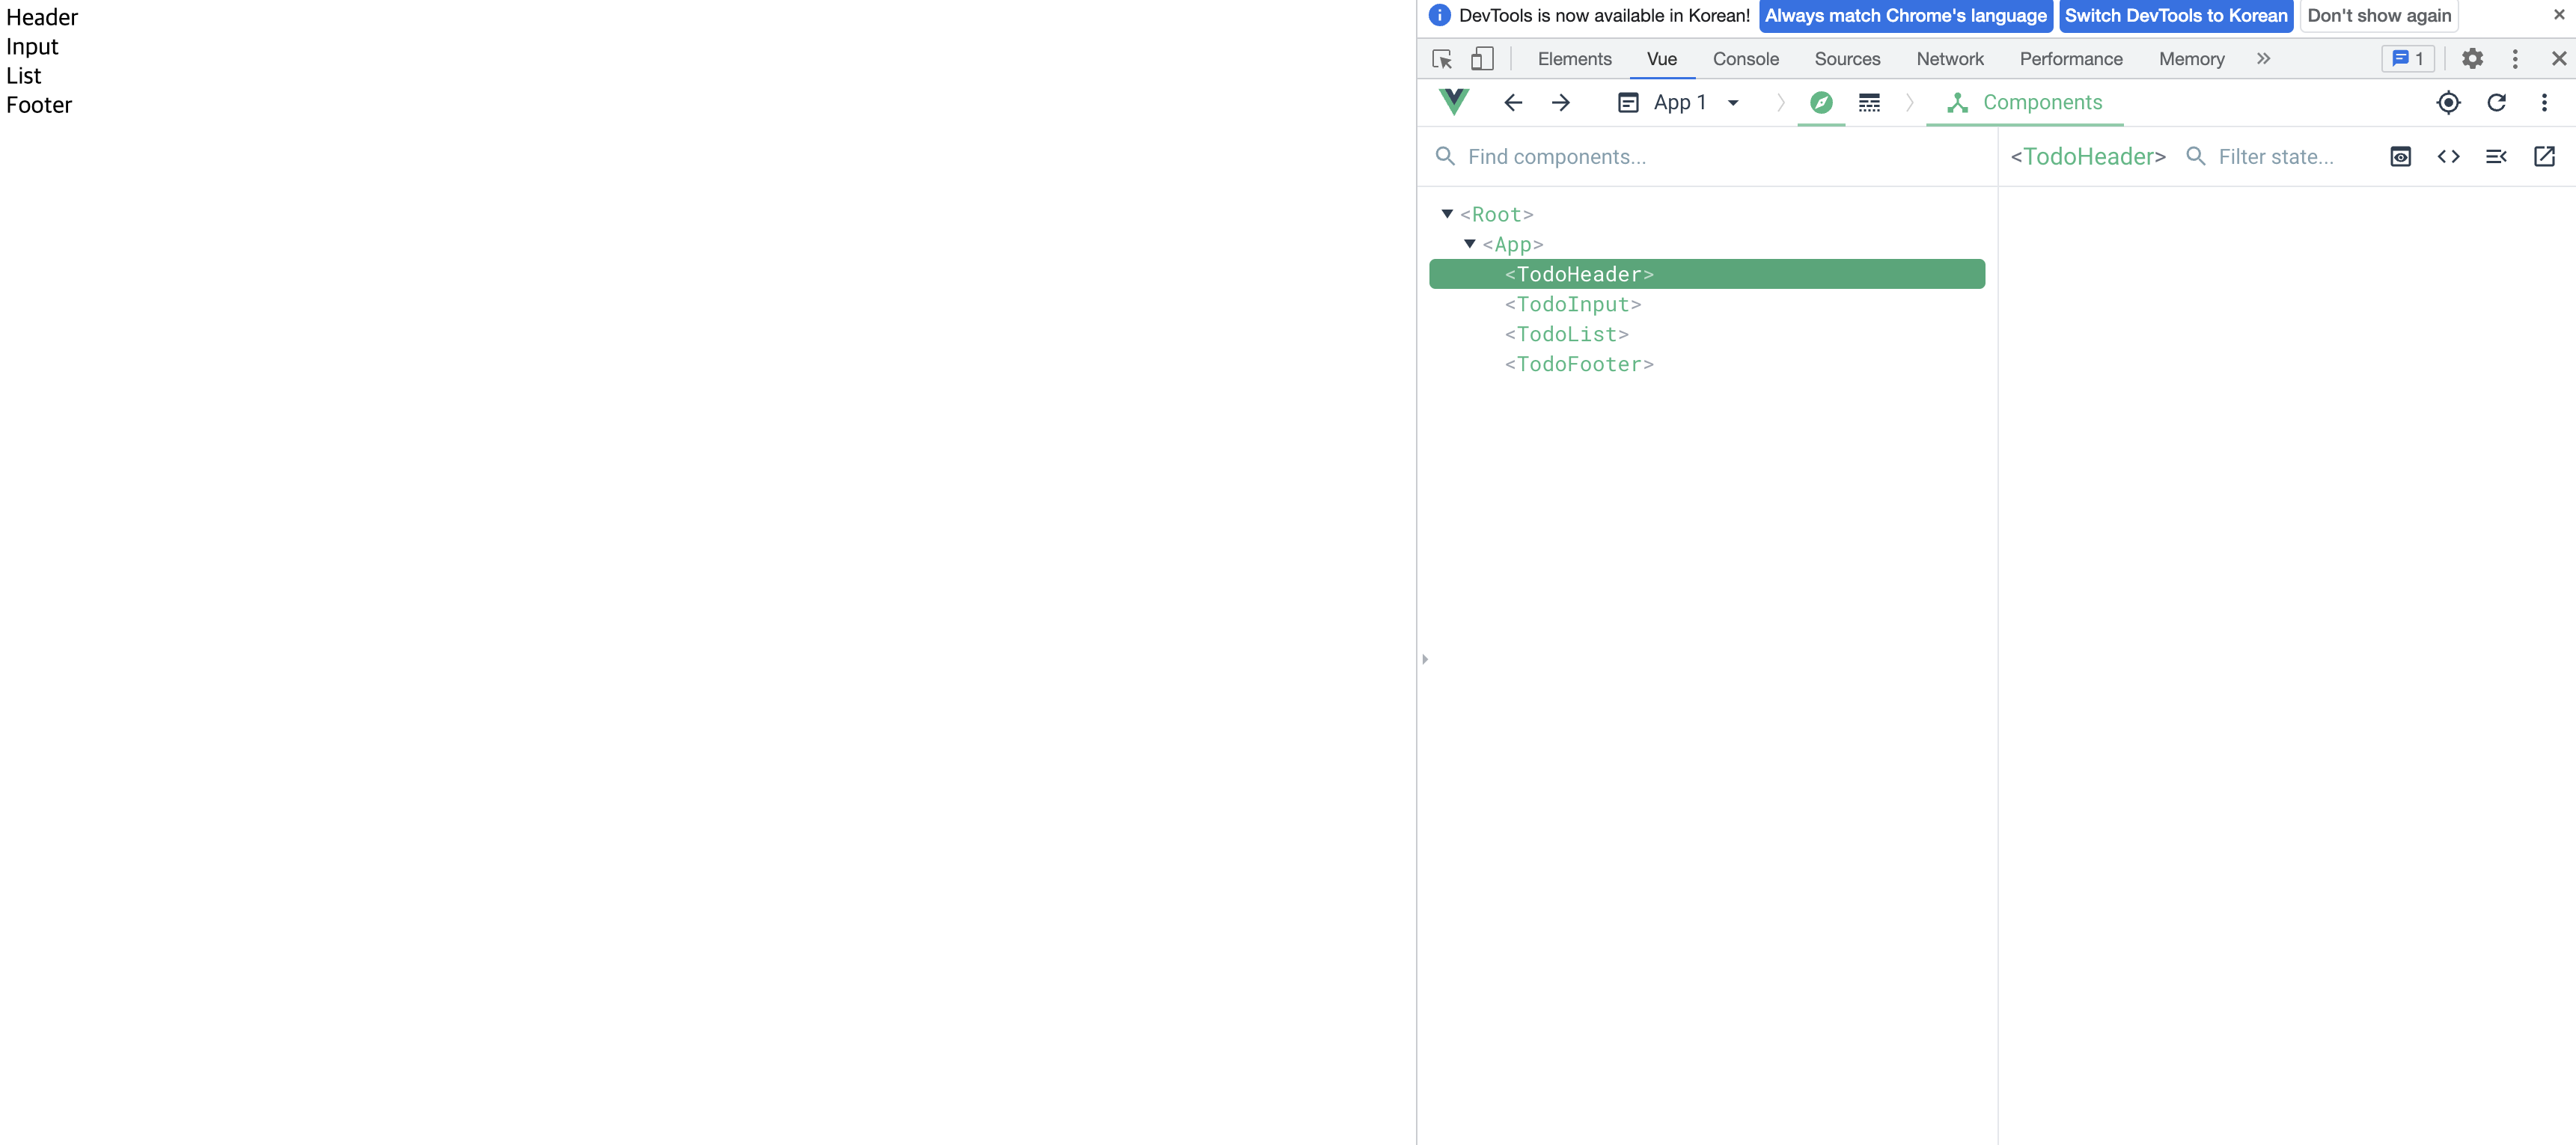 Header
Input
List
Footer
DevTools is now available in Korean! Always match Chrome's language Switch DevTools to Korean Don't show again
Elements Vue Console Sources Network Performance Memory 1
App 1 Components
Find components...
<TodoHeader> Filter state...
<Root>
<App>
<TodoHeader>
<TodoInput>
<TodoList>
<TodoFooter>